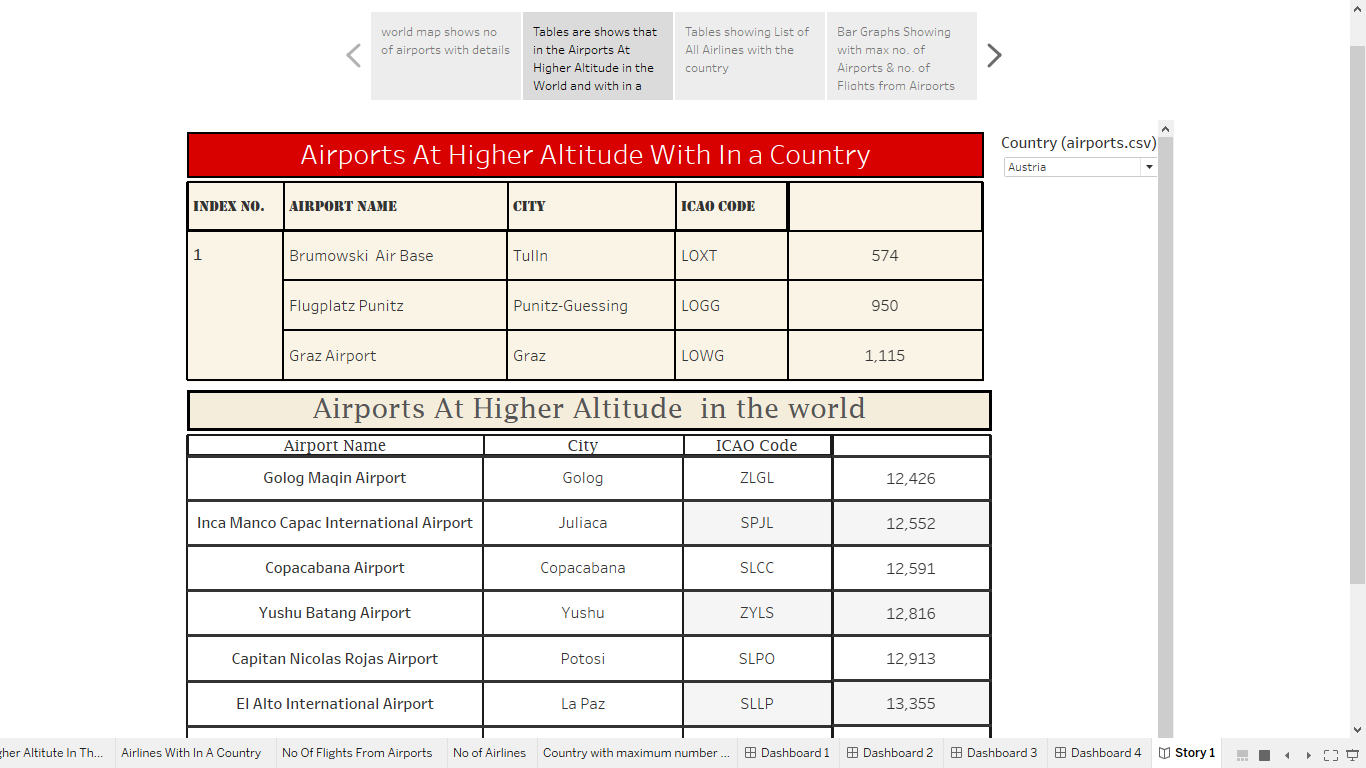 world map shows no
of airports with details
Tables are shows that
in the Airports At
Higher Altitude in the
World and with in a
Tables showing List of
All Airlines with the
country
Bar Graphs Showing
with max no. of
Airports & no. of
Flights from Airports
Airports At Higher Altitude With In a Country
Country (airports.csv)
Austria
INDEX NO. AIRPORT NAME CITY ICAO CODE
1 Brumowski  Air Base Tulln LOXT 574
Flugplatz Punitz Punitz-Guessing LOGG 950
Graz Airport Graz LOWG 1,115
Airports At Higher Altitude  in the world
Airport Name City ICAO Code
Golog Maqin Airport Golog ZLGL 12,426
Inca Manco Capac International Airport Juliaca SPJL 12,552
Copacabana Airport Copacabana SLCC 12,591
Yushu Batang Airport Yushu ZYLS 12,816
Capitan Nicolas Rojas Airport Potosi SLPO 12,913
El Alto International Airport La Paz SLLP 13,355
gher Altitute In Th... Airlines With In A Country No Of Flights From Airports No of Airlines Country with maximum number ... Dashboard 1 Dashboard 2 Dashboard 3 Dashboard 4 Story 1